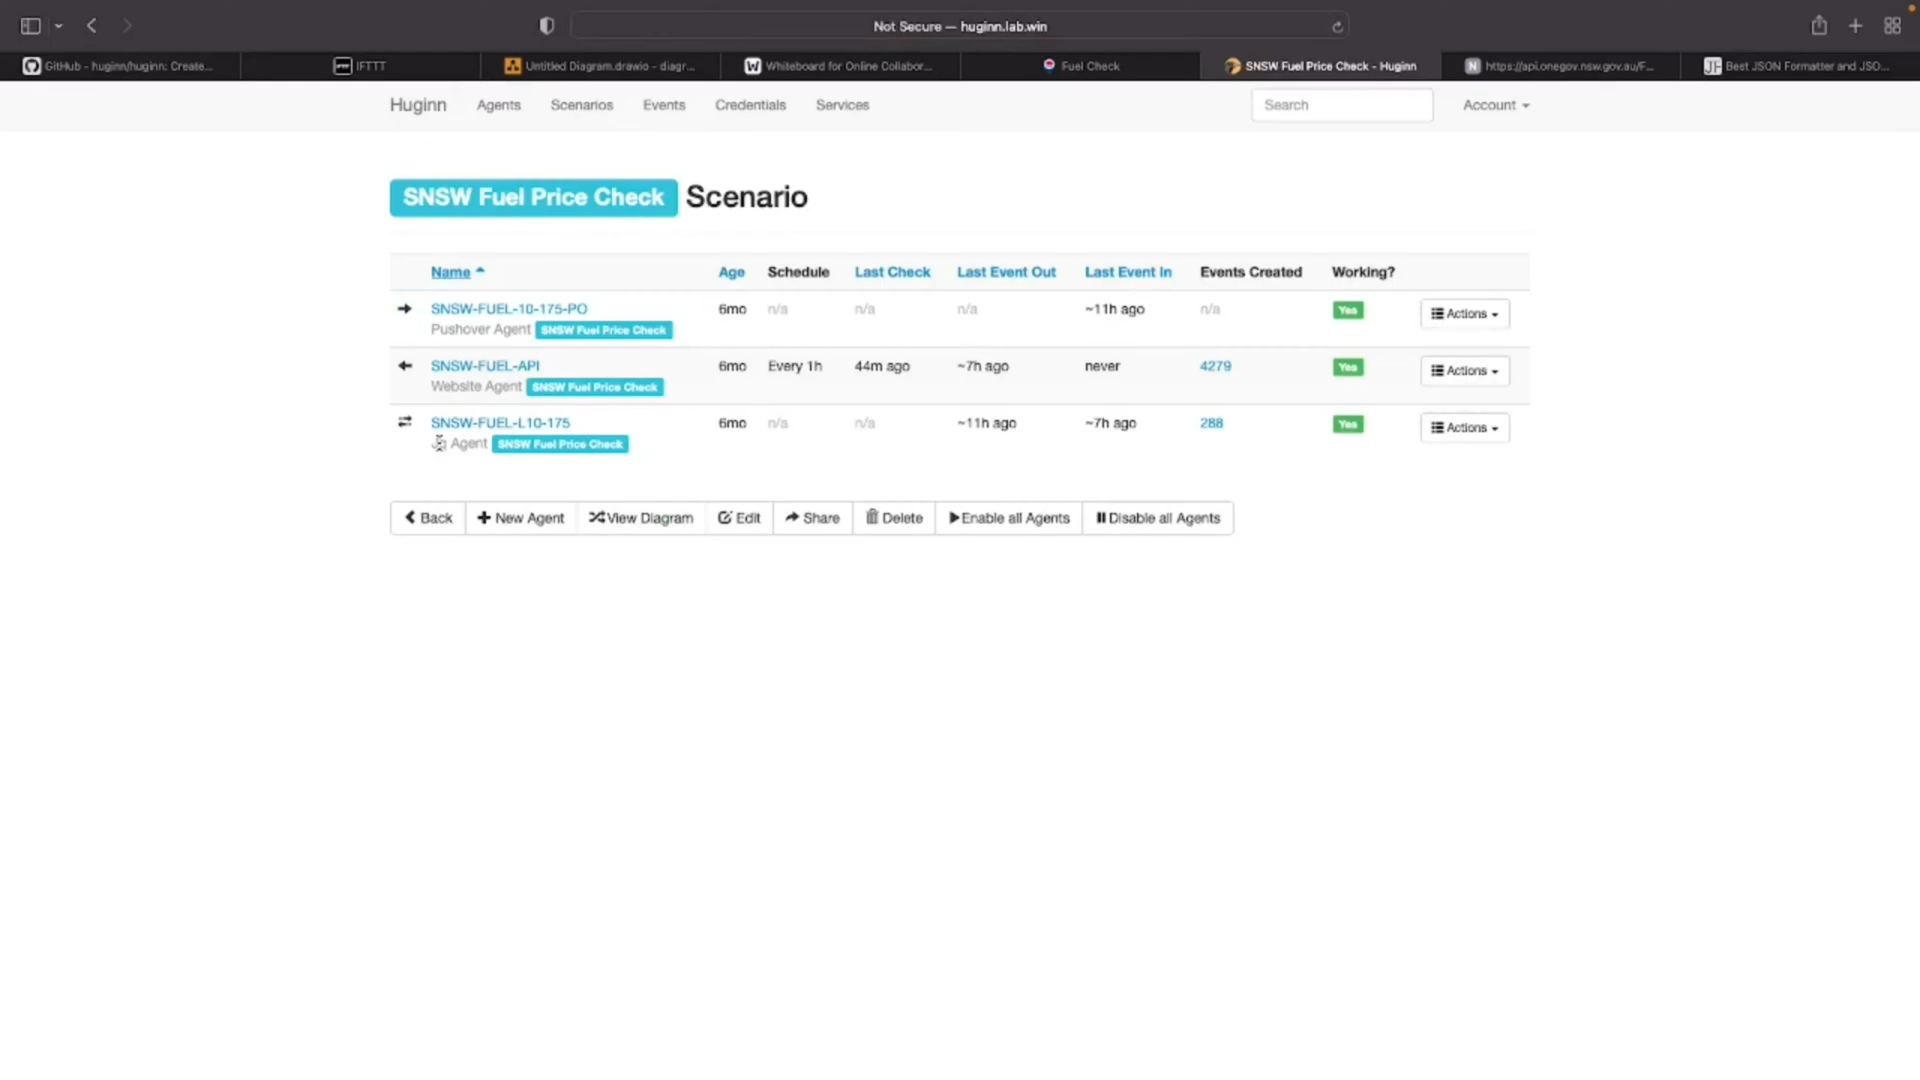 Not Secure — huginn.lab.win
GitHub - huginn/huginn: Create...
IFTTT
Untitled Diagram.drawio - diagr...
Whiteboard for Online Collabor...
Fuel Check
SNSW Fuel Price Check - Huginn
https://api.onegov.nsw.gov.au/F...
Best JSON Formatter and JSO...
Huginn Agents Scenarios Events Credentials Services Search Account
SNSW Fuel Price Check Scenario
Name Age Schedule Last Check Last Event Out Last Event In Events Created Working?
SNSW-FUEL-10-175-PO 6mo n/a n/a n/a ~11h ago n/a Yes Actions
Pushover Agent SNSW Fuel Price Check
SNSW-FUEL-API 6mo Every 1h 44m ago ~7h ago never 4279 Yes Actions
Website Agent SNSW Fuel Price Check
SNSW-FUEL-L10-175 6mo n/a n/a ~11h ago ~7h ago 288 Yes Actions
Agent SNSW Fuel Price Check
Back New Agent View Diagram Edit Share Delete Enable all Agents Disable all Agents